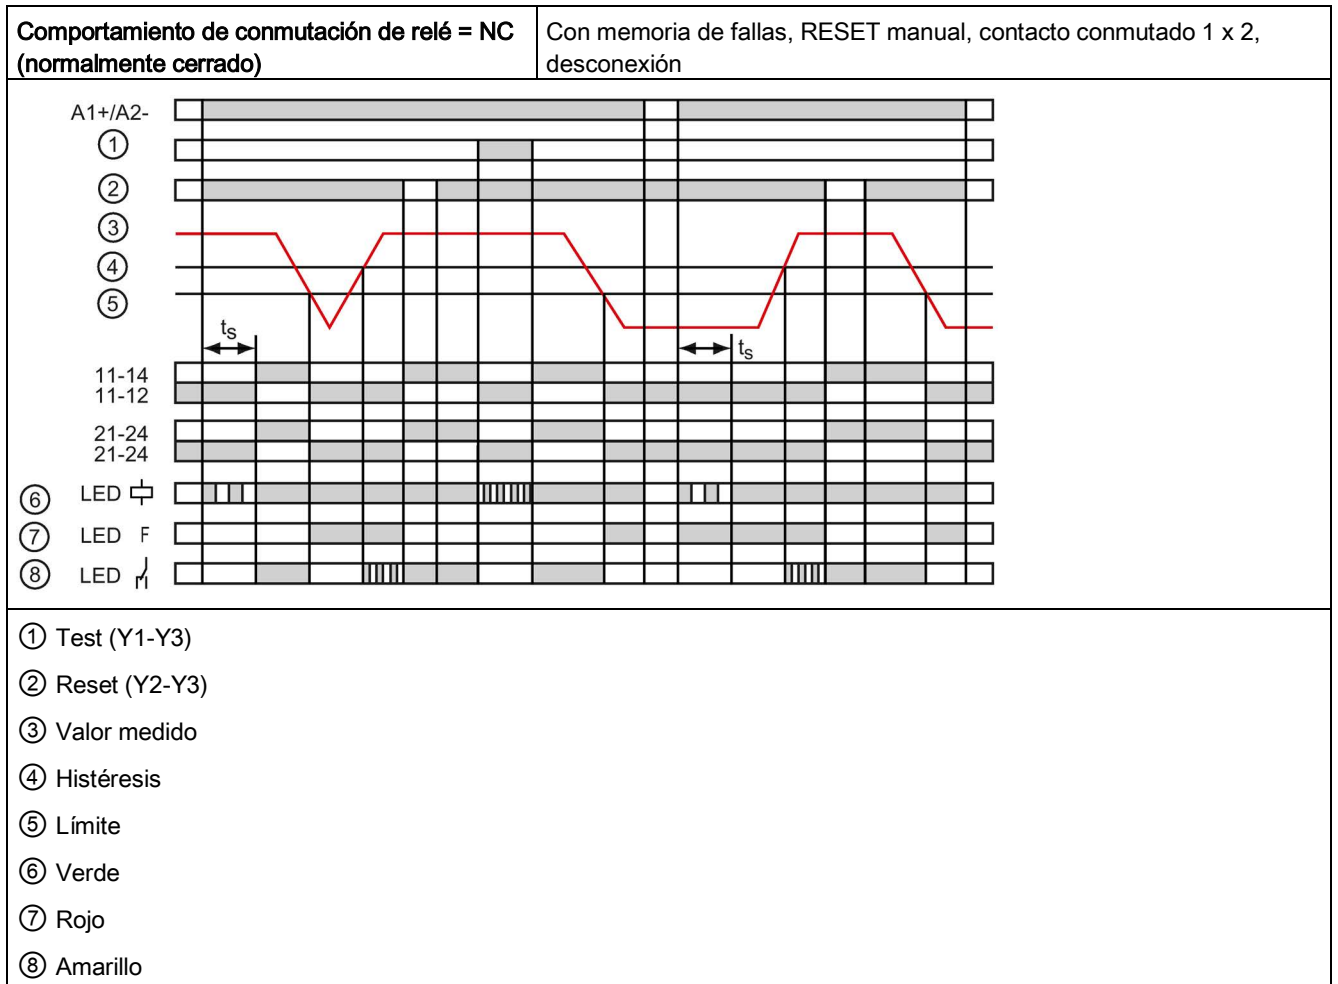 Comportamiento de conmutación de relé = NC
(normalmente cerrado)
Con memoria de fallas, RESET manual, contacto conmutado 1 x 2,
desconexión
A1+/A2-
①
②
③
④
⑤
ts
ts
11-14
11-12
21-24
21-24
⑥ LED
⑦ LED F
⑧ LED
① Test (Y1-Y3)
② Reset (Y2-Y3)
③ Valor medido
④ Histéresis
⑤ Límite
⑥ Verde
⑦ Rojo
⑧ Amarillo